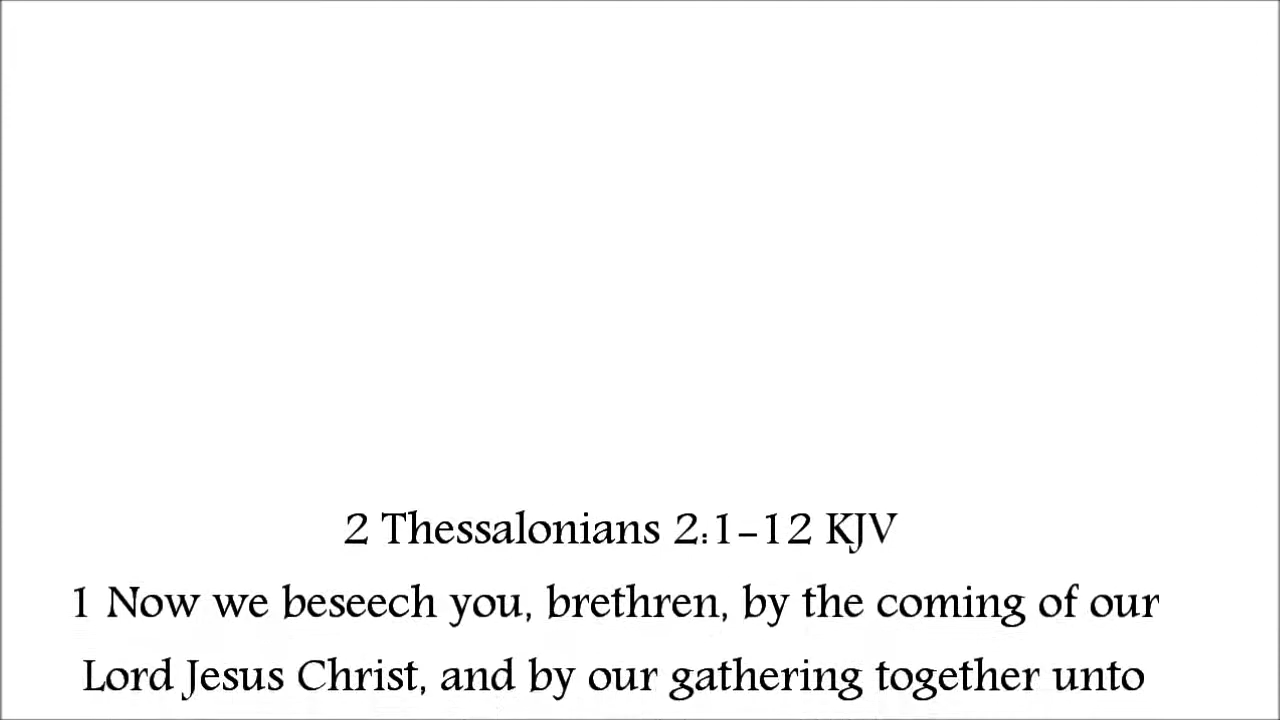 2 Thessalonians 2:1-12 KJV
1 Now we beseech you, brethren, by the coming of our
Lord Jesus Christ, and by our gathering together unto